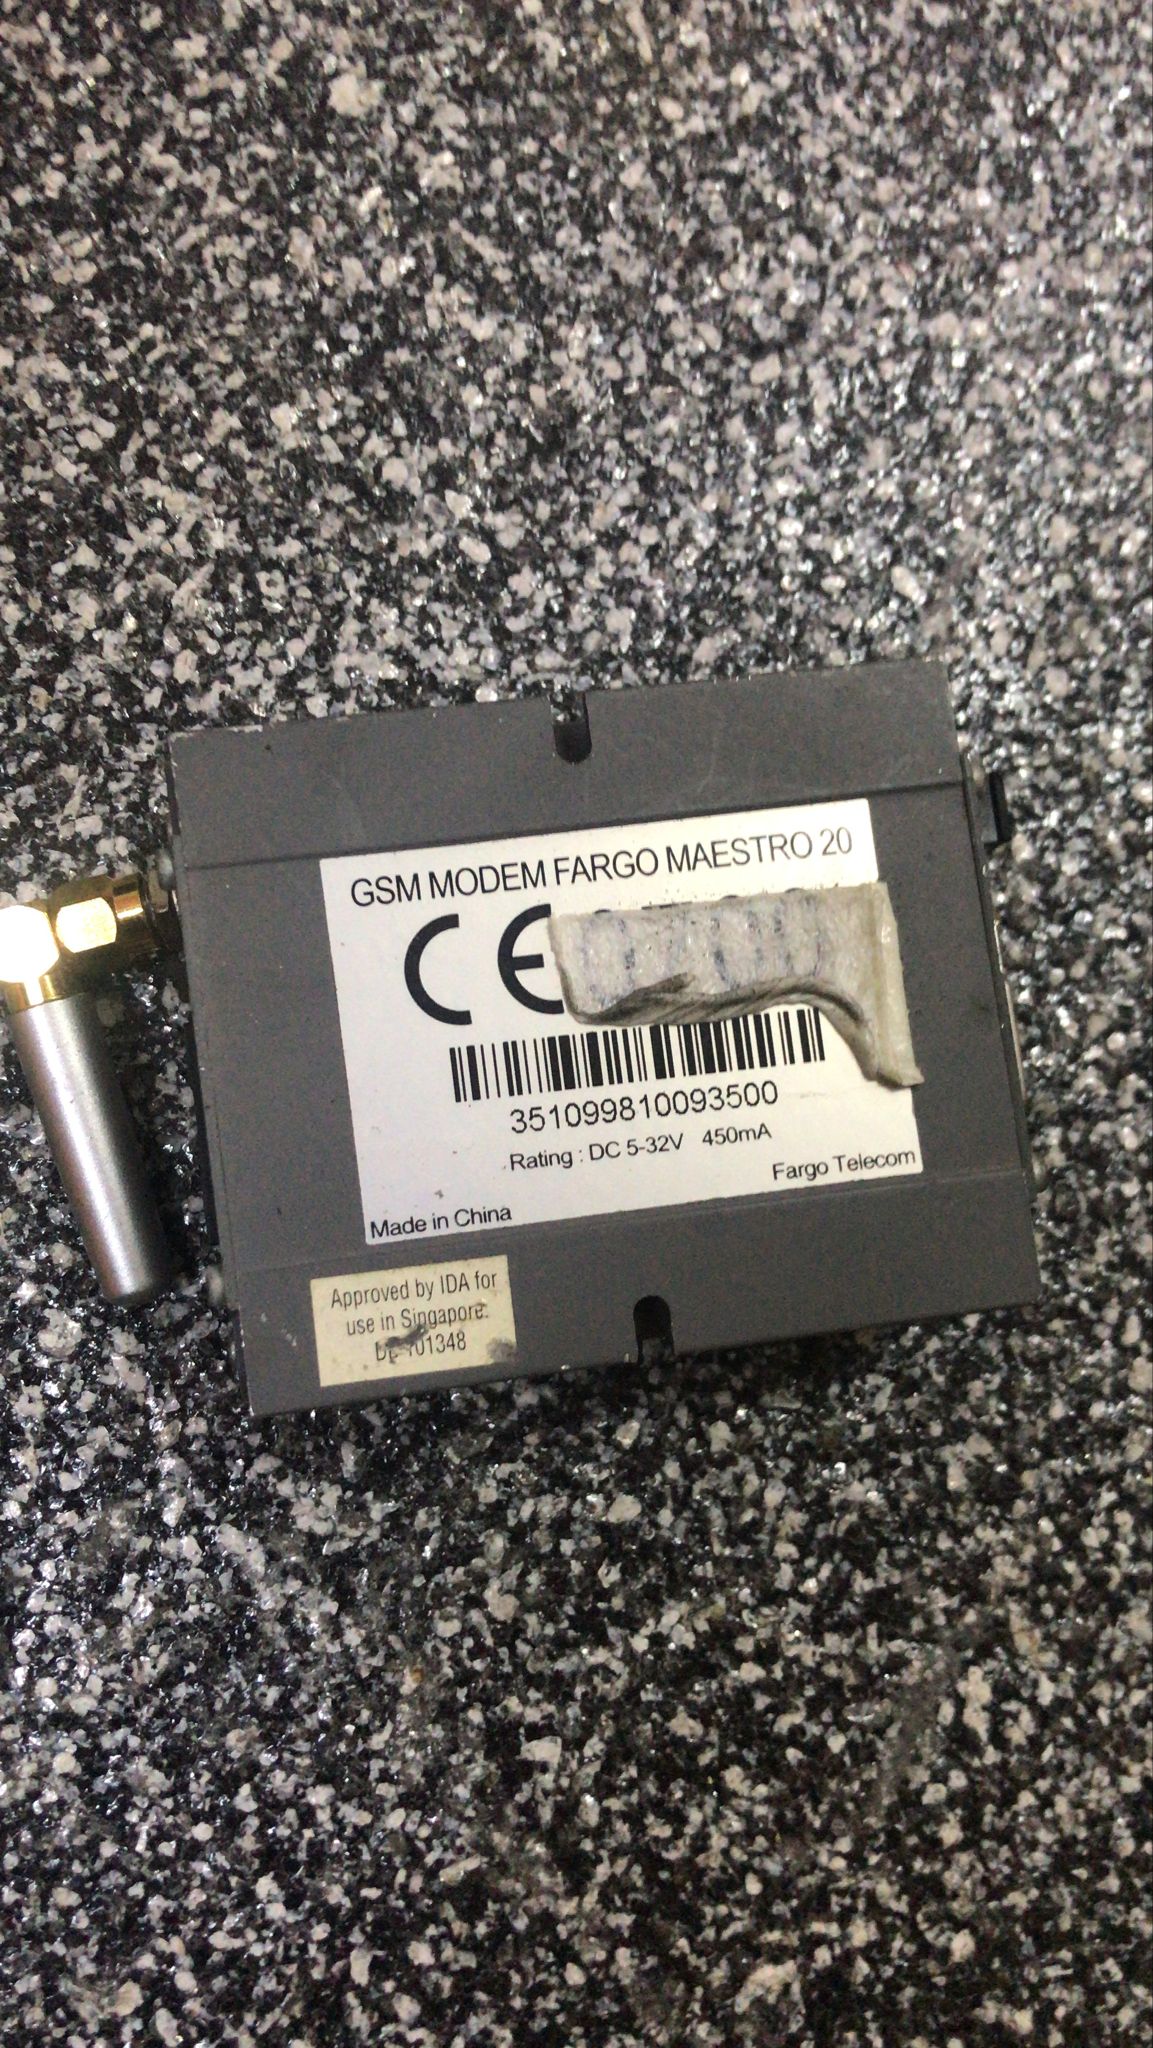 GSM MODEM FARGO MAESTRO 20
CE
351099810093500
Rating : DC 5-32V 450mA
Fargo Telecom
Made in China
Approved by IDA for
use in Singapore.
101348